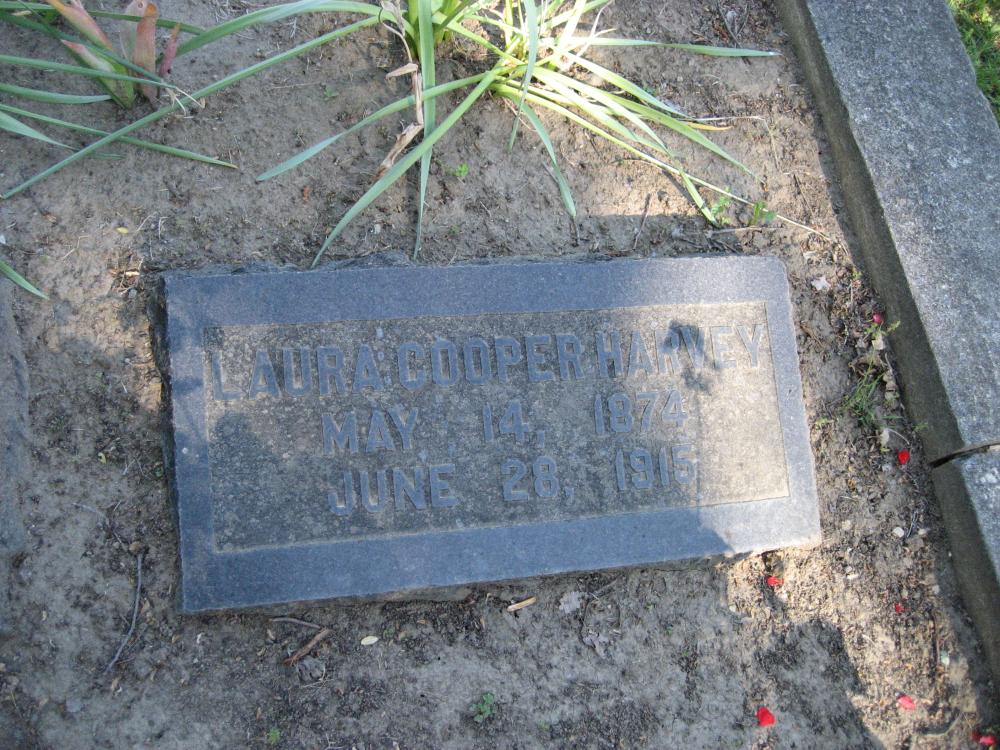 LAURA COOPER HARVEY
MAY, 14, 1874
JUNE 28, 1915